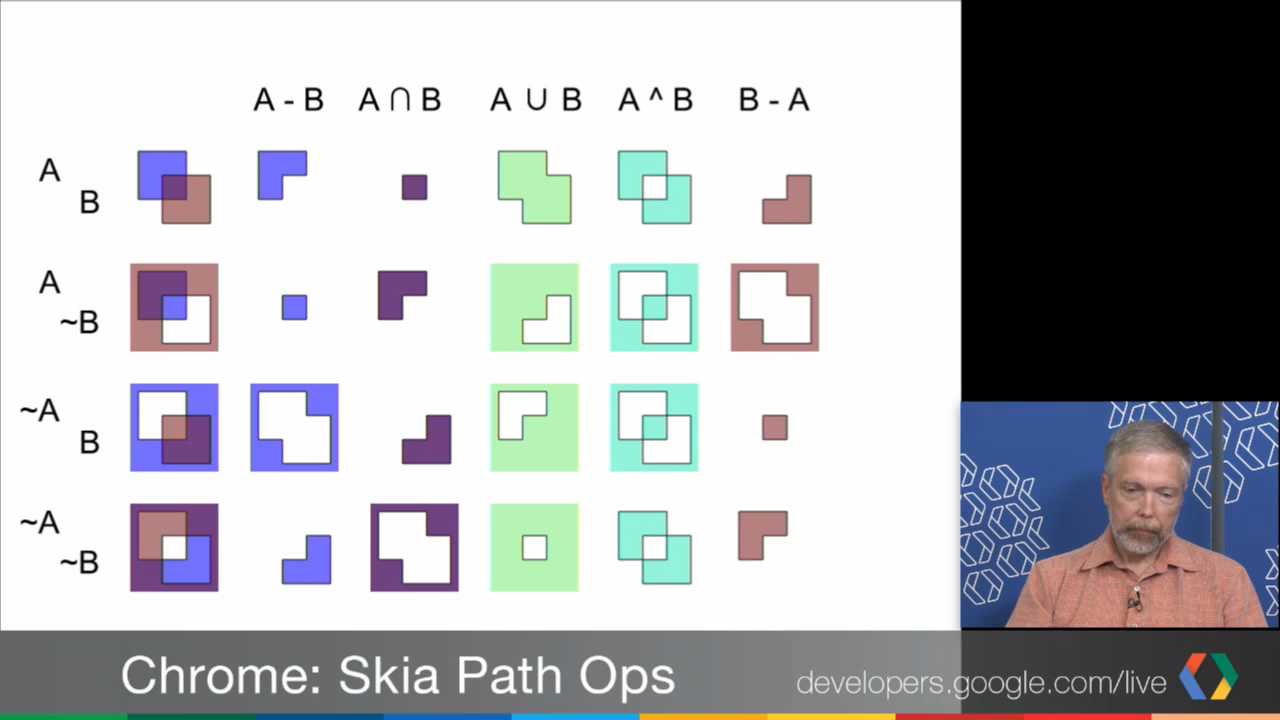 A - B A ∩ B A ∪ B A ^ B B - A
A
B
A
~B
~A
B
~A
~B
Chrome: Skia Path Ops
developers.google.com/live